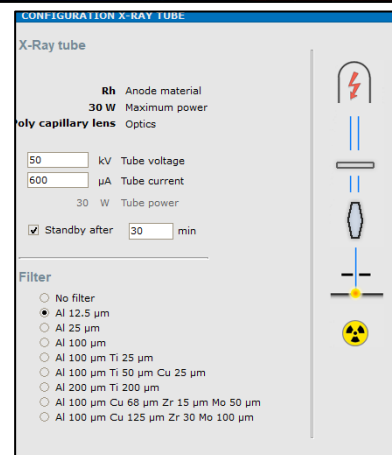 CONFIGURATION X-RAY TUBE
X-Ray tube
Rh Anode material
30 W Maximum power
Poly capillary lens Optics
50 kV Tube voltage
600 µA Tube current
30 W Tube power
Standby after 30 min
Filter
No filter
Al 12.5 µm
Al 25 µm
Al 100 µm
Al 100 µm Ti 25 µm
Al 100 µm Ti 50 µm Cu 25 µm
Al 200 µm Ti 200 µm
Al 100 µm Cu 68 µm Zr 15 µm Mo 50 µm
Al 100 µm Cu 125 µm Zr 30 Mo 100 µm